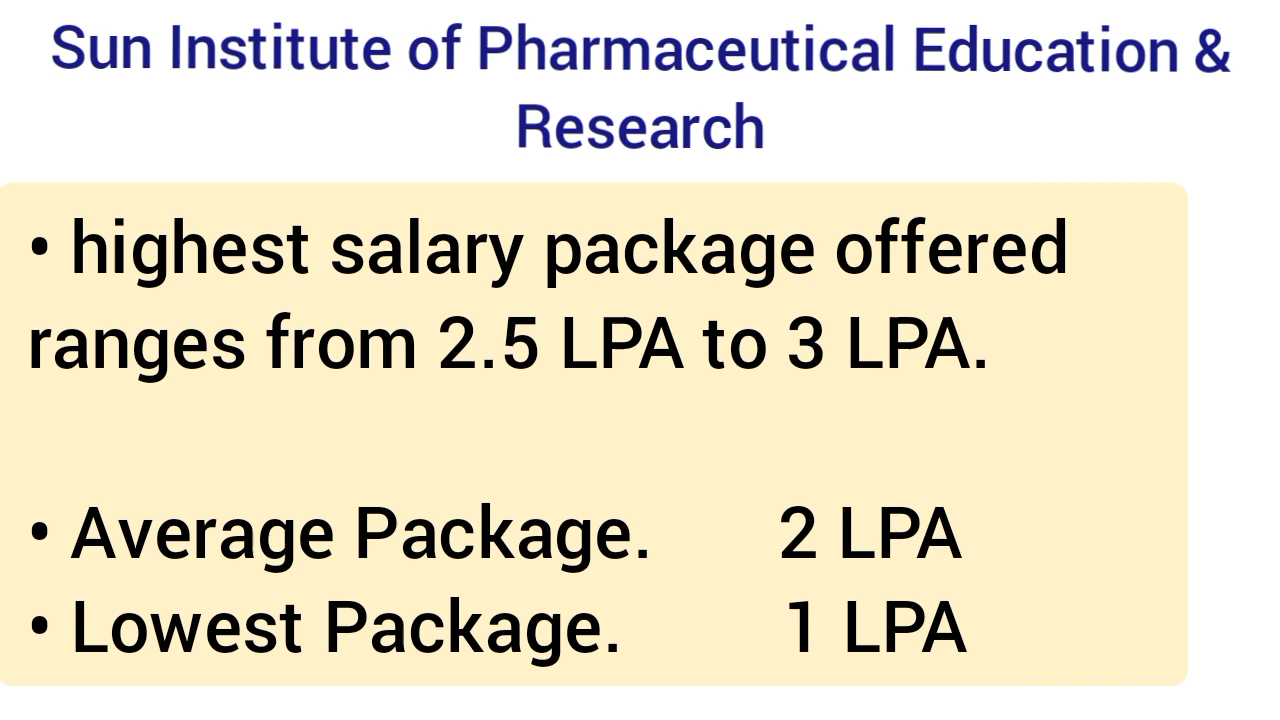 Sun Institute of Pharmaceutical Education &
Research
• highest salary package offered
ranges from 2.5 LPA to 3 LPA.
• Average Package. 2 LPA
• Lowest Package. 1 LPA